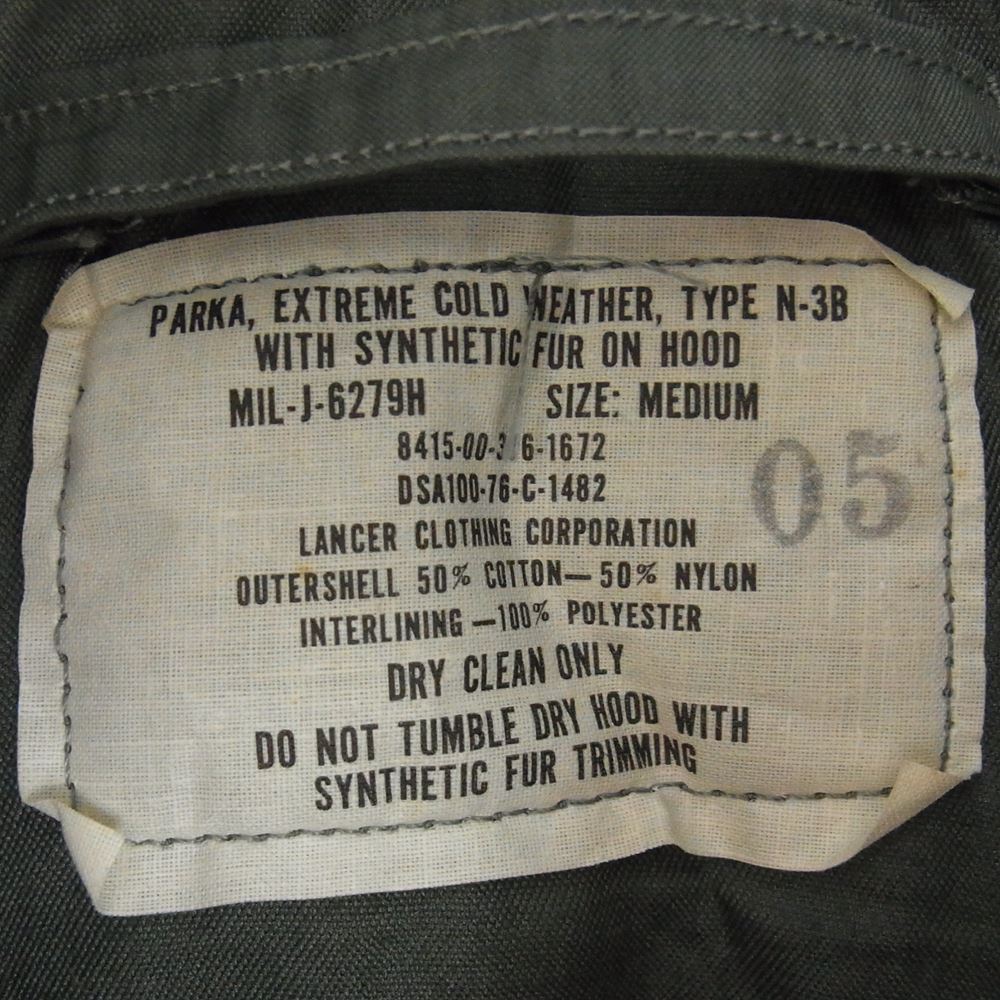 PARKA, EXTREME COLD WEATHER, TYPE N-3B
WITH SYNTHETIC FUR ON HOOD
MIL-J-6279H SIZE: MEDIUM
05
DSA100-76-C-1482
LANCER CLOTHING CORPORATION
OUTERSHELL 50% COTTON—50% NYLON
INTERLINING—100% POLYESTER
DRY CLEAN ONLY
DO NOT TUMBLE DRY HOOD WITH
SYNTHETIC FUR TRIMMING